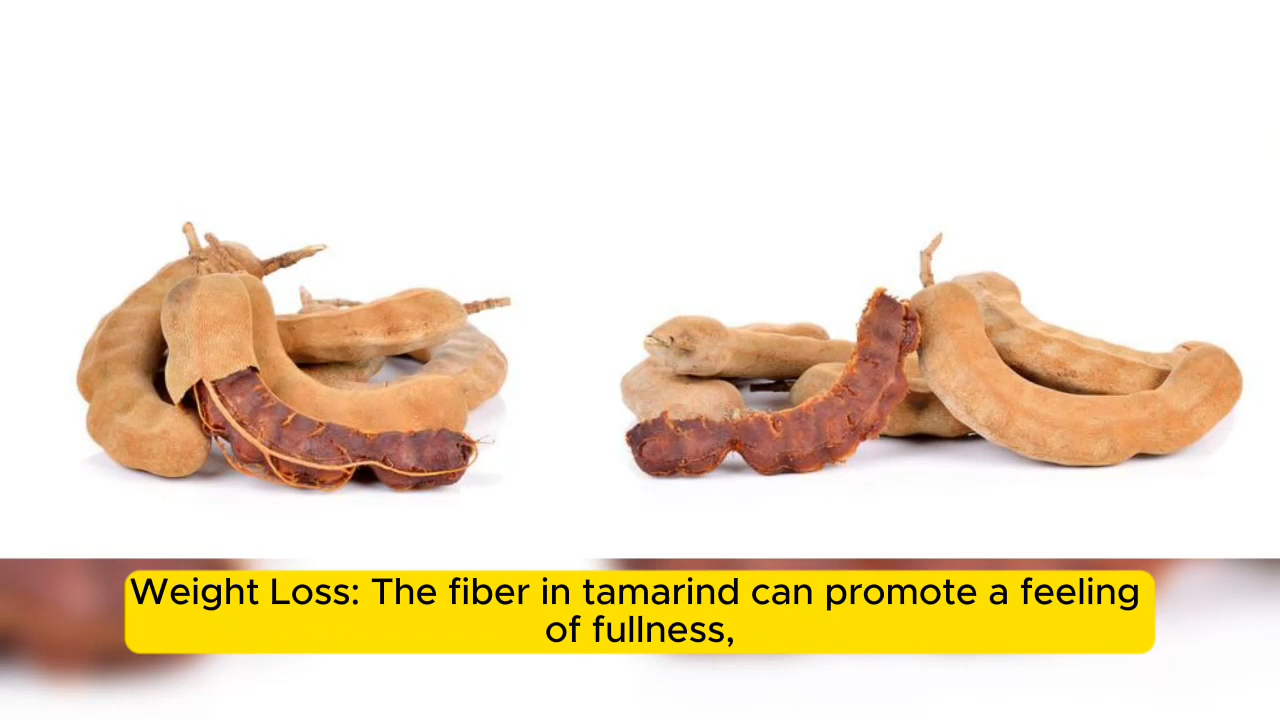 Weight Loss: The fiber in tamarind can promote a feeling
of fullness,